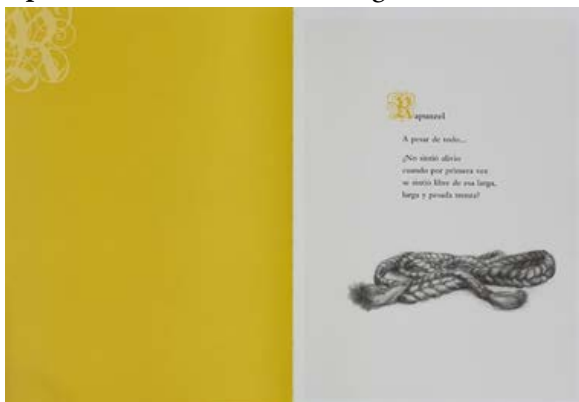 R
Rapunzel
A pesar de todo...
¿No sintió alivio
cuando por primera vez
se sintió libre de esa larga,
larga y pesada trenza?